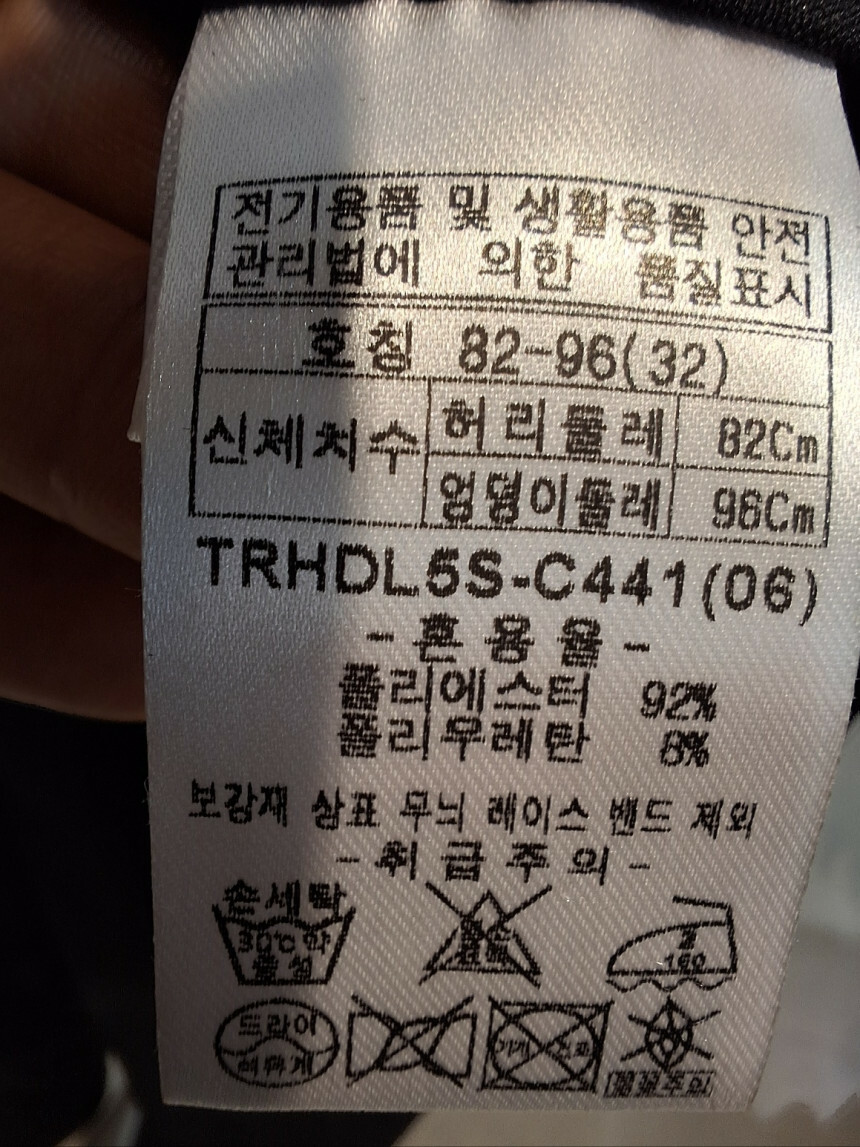 전기용품 및 생활용품 안전
관리법에 의한 품질표시
호칭 82-96(32)
신체치수 허리둘레 82Cm
엉덩이둘레 96Cm
TRHDL5S-C441(06)
-혼용율-
폴리에스터 92%
폴리우레탄 8%
보강재 상표 무늬 레이스 밴드 제외
-취급주의-
손세탁
30℃약
중성
160
드라이